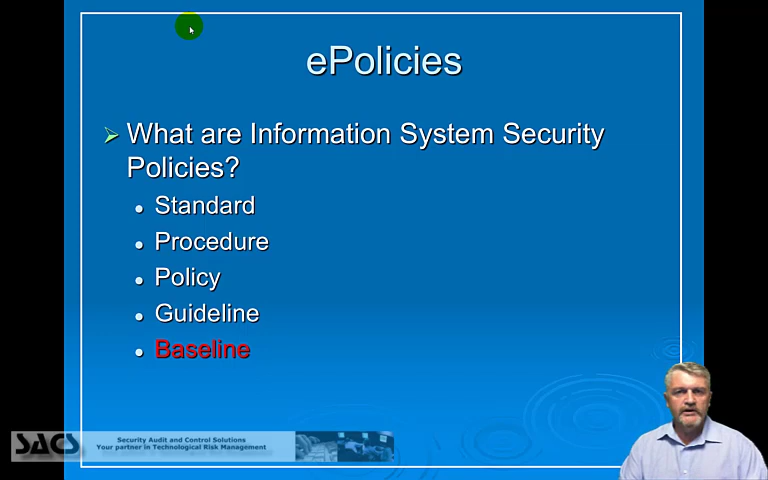 ePolicies
What are Information System Security
Policies?
Standard
Procedure
Policy
Guideline
Baseline
SACS
Security Audit and Control Solutions
Your partner in Technological Risk Management